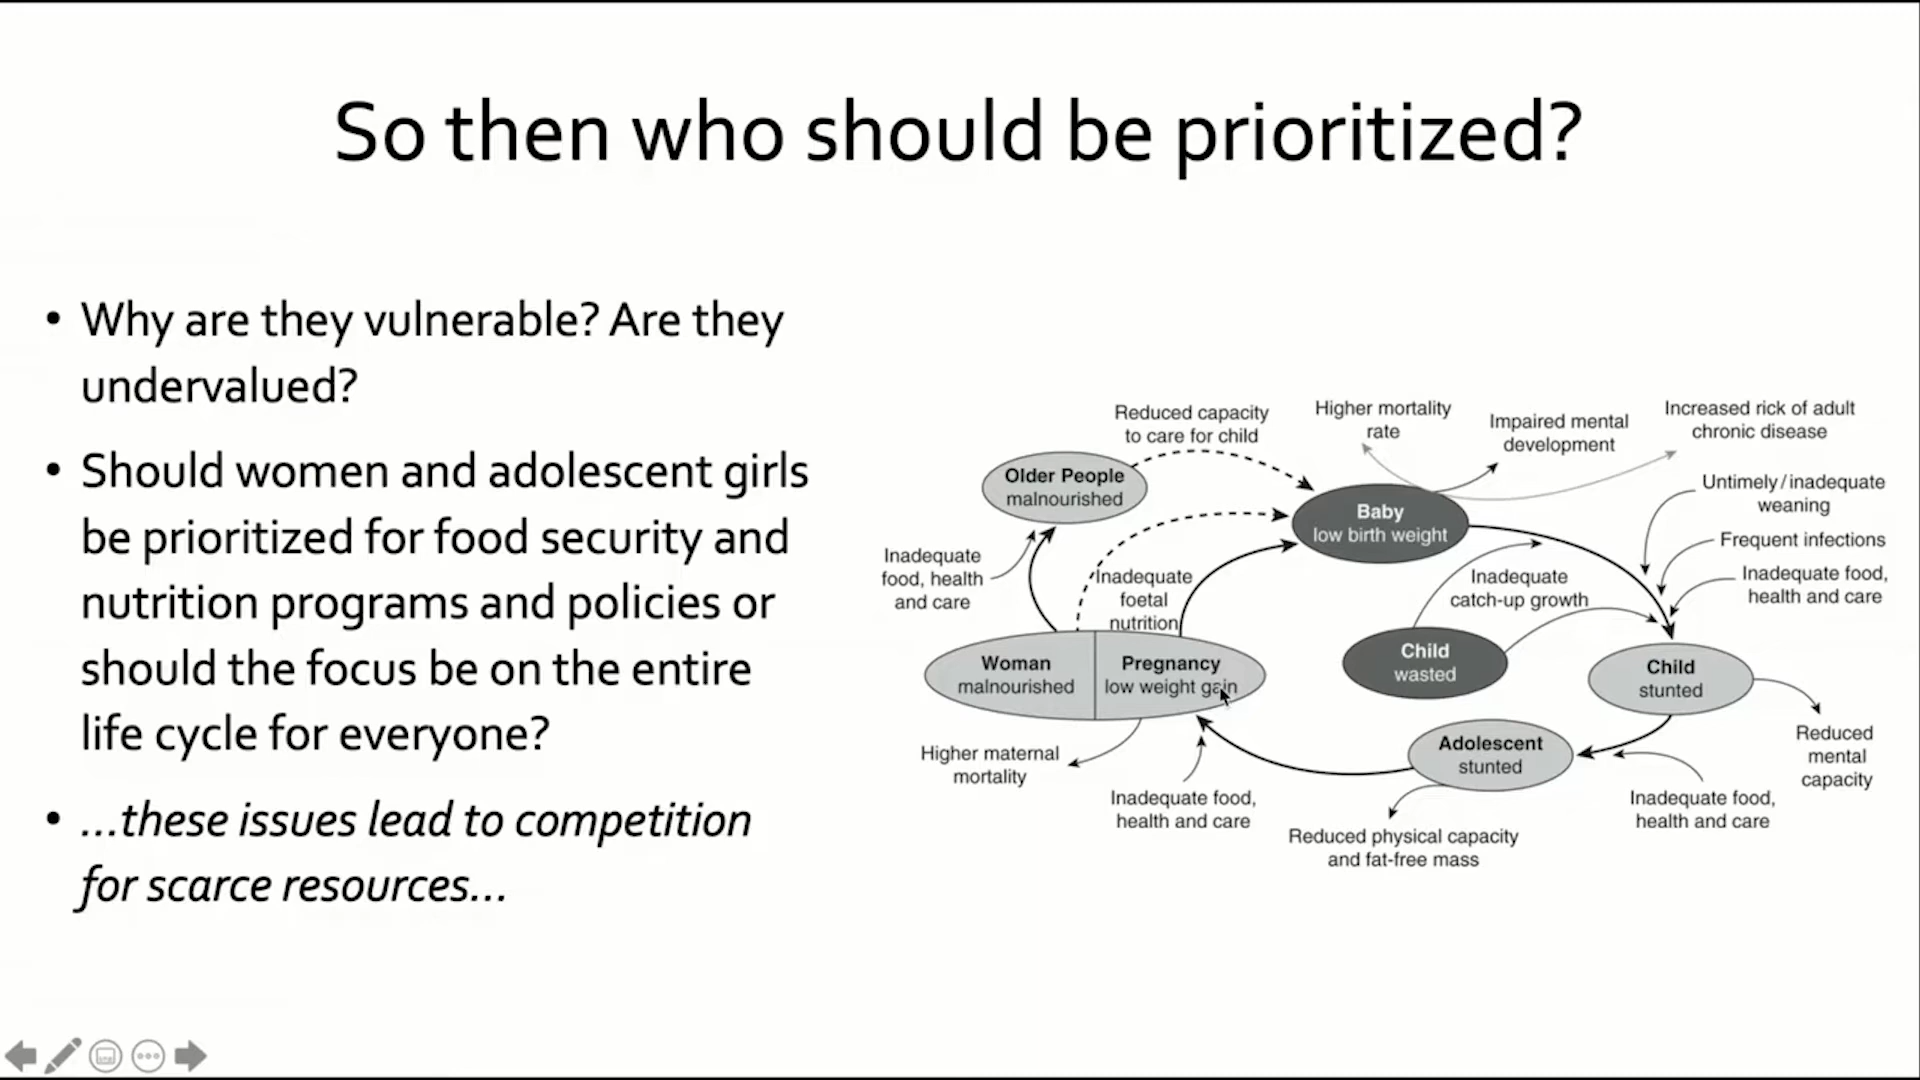 So then who should be prioritized?
• Why are they vulnerable? Are they
undervalued?
• Should women and adolescent girls
be prioritized for food security and
nutrition programs and policies or
should the focus be on the entire
life cycle for everyone?
• ...these issues lead to competition
for scarce resources...
Reduced capacity
to care for child
Higher mortality
rate
Impaired mental
development
Increased rick of adult
chronic disease
Older People
malnourished
Baby
low birth weight
Untimely/inadequate
weaning
Frequent infections
Inadequate food,
health and care
Inadequate
food, health
and care
Inadequate
foetal
nutrition
Inadequate
catch-up growth
Woman
malnourished
Pregnancy
low weight gain
Child
wasted
Child
stunted
Adolescent
stunted
Higher maternal
mortality
Inadequate food,
health and care
Reduced physical capacity
and fat-free mass
Inadequate food,
health and care
Reduced
mental
capacity